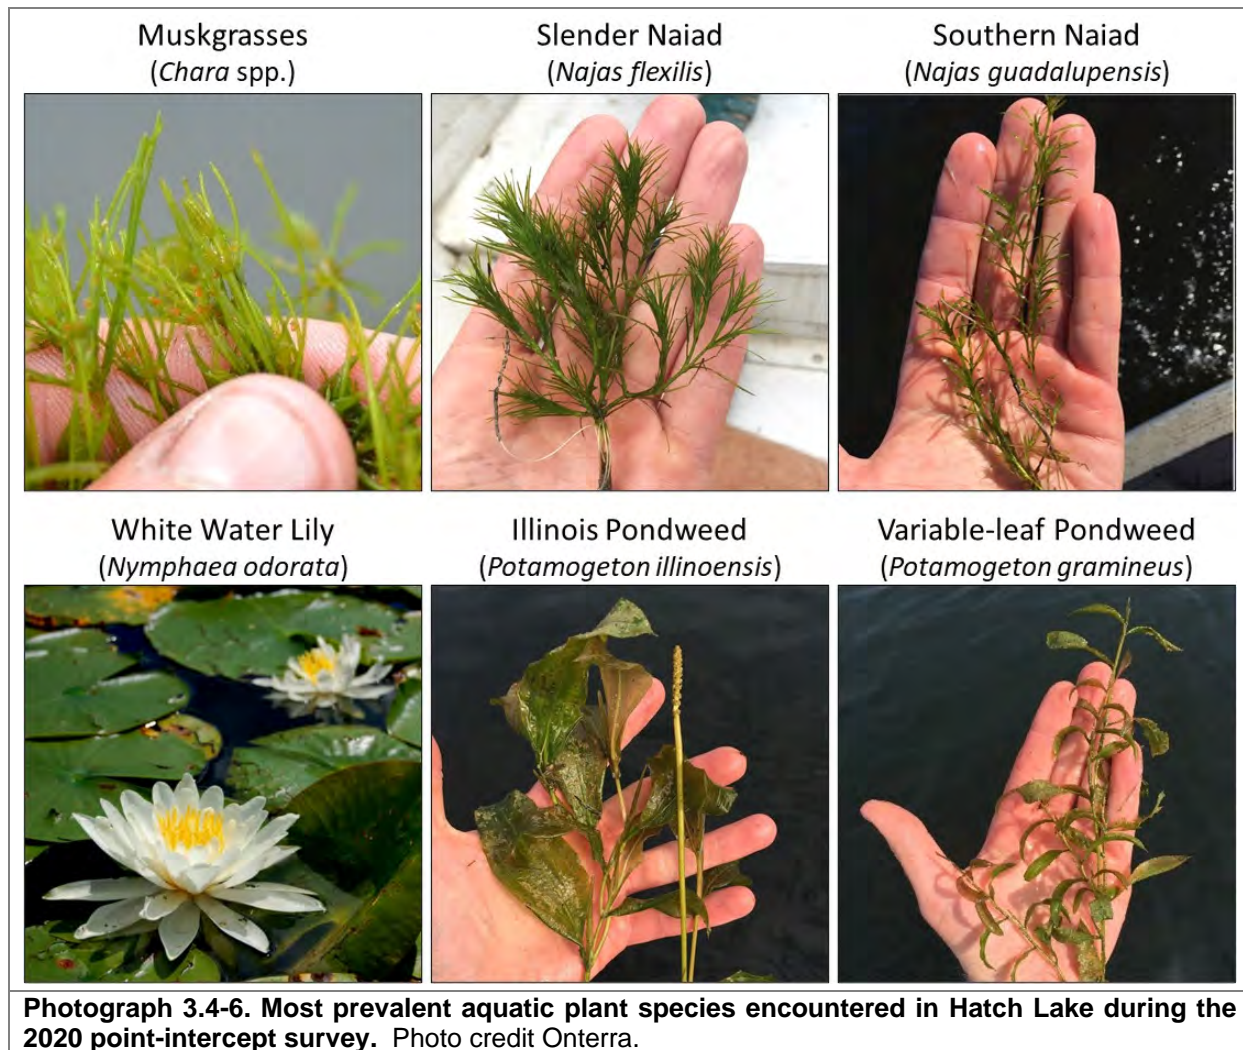 Muskgrasses
(Chara spp.)
Slender Naiad
(Najas flexilis)
Southern Naiad
(Najas guadalupensis)
White Water Lily
(Nymphaea odorata)
Illinois Pondweed
(Potamogeton illinoensis)
Variable-leaf Pondweed
(Potamogeton gramineus)
Photograph 3.4-6. Most prevalent aquatic plant species encountered in Hatch Lake during the
2020 point-intercept survey. Photo credit Onterra.